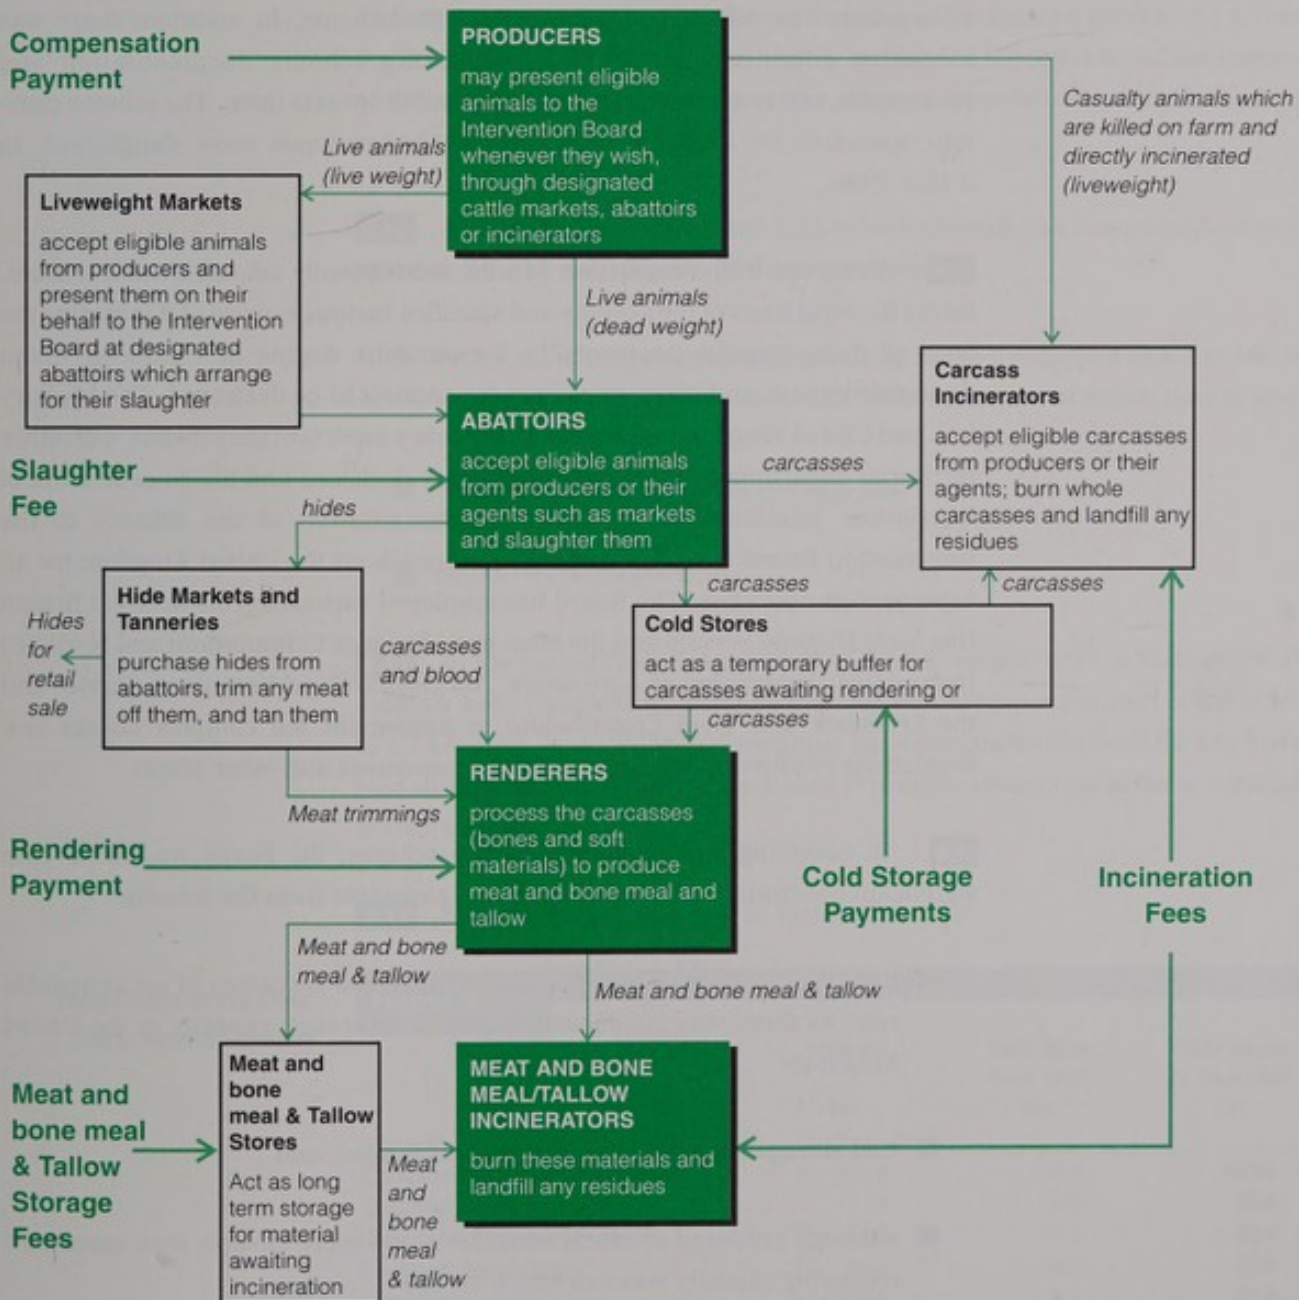 Compensation
Payment
PRODUCERS
may present eligible
animals to the
Intervention Board
whenever they wish,
through designated
cattle markets, abattoirs
or incinerators
Casualty animals which
are killed on farm and
directly incinerated
(liveweight)
Live animals
(live weight)
Liveweight Markets
accept eligible animals
from producers and
present them on their
behalf to the Intervention
Board at designated
abattoirs which arrange
for their slaughter
Live animals
(dead weight)
Carcass
Incinerators
accept eligible carcasses
from producers or their
agents; burn whole
carcasses and landfill any
residues
Slaughter
Fee
ABATTOIRS
accept eligible animals
from producers or their
agents such as markets
and slaughter them
carcasses
hides
carcasses
carcasses
Hides
for
retail
sale
Hide Markets and
Tanneries
purchase hides from
abattoirs, trim any meat
off them, and tan them
carcasses
and blood
Cold Stores
act as a temporary buffer for
carcasses awaiting rendering or
carcasses
Meat trimmings
Rendering
Payment
RENDERERS
process the carcasses
(bones and soft
materials) to produce
meat and bone meal and
tallow
Cold Storage
Payments
Incineration
Fees
Meat and bone
meal & tallow
Meat and bone meal & tallow
Meat and
bone meal
& Tallow
Storage
Fees
Meat and
bone
meal & Tallow
Stores
Act as long
term storage
for material
awaiting
incineration
Meat
and
bone
meal
& tallow
MEAT AND BONE
MEAL/TALLOW
INCINERATORS
burn these materials and
landfill any residues